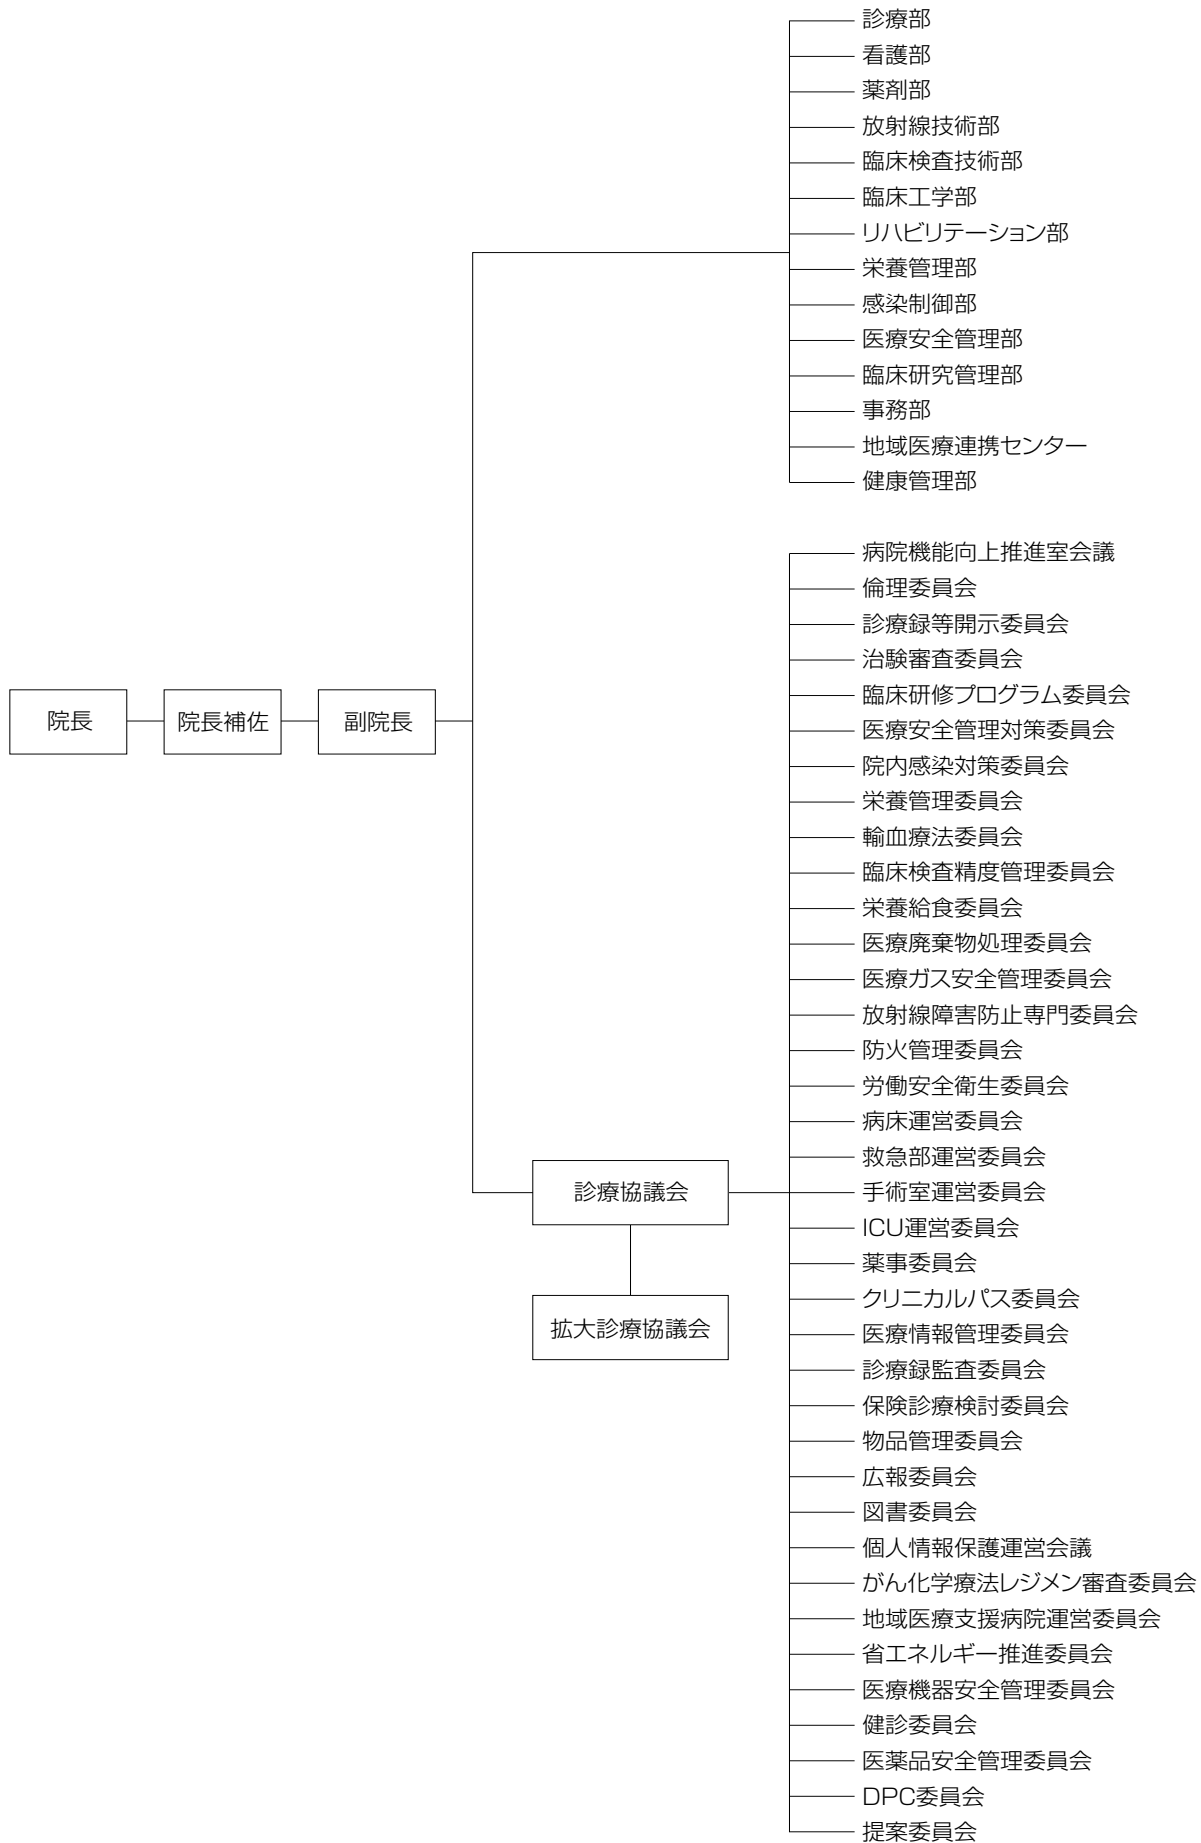 診療部
看護部
薬剤部
放射線技術部
臨床検査技術部
臨床工学部
リハビリテーション部
栄養管理部
感染制御部
医療安全管理部
臨床研究管理部
事務部
地域医療連携センター
健康管理部
病院機能向上推進室会議
倫理委員会
診療録等開示委員会
治験審査委員会
臨床研修プログラム委員会
院長
院長補佐
副院長
医療安全管理対策委員会
院内感染対策委員会
栄養管理委員会
輸血療法委員会
臨床検査精度管理委員会
栄養給食委員会
医療廃棄物処理委員会
医療ガス安全管理委員会
放射線障害防止専門委員会
防火管理委員会
労働安全衛生委員会
病床運営委員会
救急部運営委員会
診療協議会
手術室運営委員会
ICU運営委員会
薬事委員会
クリニカルパス委員会
拡大診療協議会
医療情報管理委員会
診療録監査委員会
保険診療検討委員会
物品管理委員会
広報委員会
図書委員会
個人情報保護運営会議
がん化学療法レジメン審査委員会
地域医療支援病院運営委員会
省エネルギー推進委員会
医療機器安全管理委員会
健診委員会
医薬品安全管理委員会
DPC委員会
提案委員会